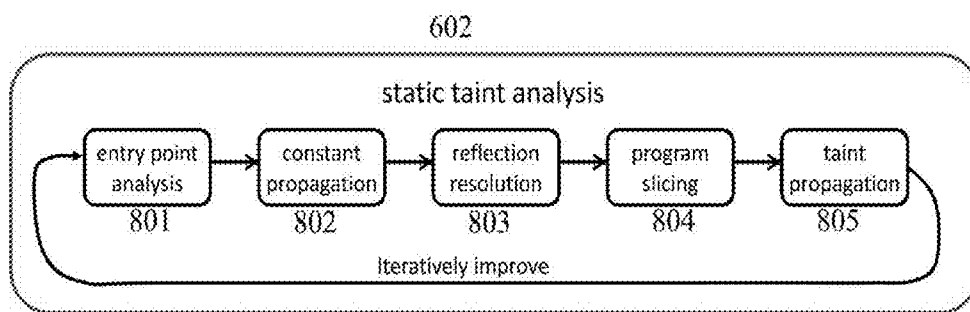 602
static taint analysis
entry point
analysis
constant
propagation
reflection
resolution
program
slicing
taint
propagation
801
802
803
804
805
Iteratively improve